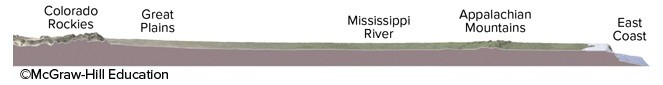 Colorado
Rockies
Great
Plains
Mississippi
River
Appalachian
Mountains
East
Coast
©McGraw-Hill Education